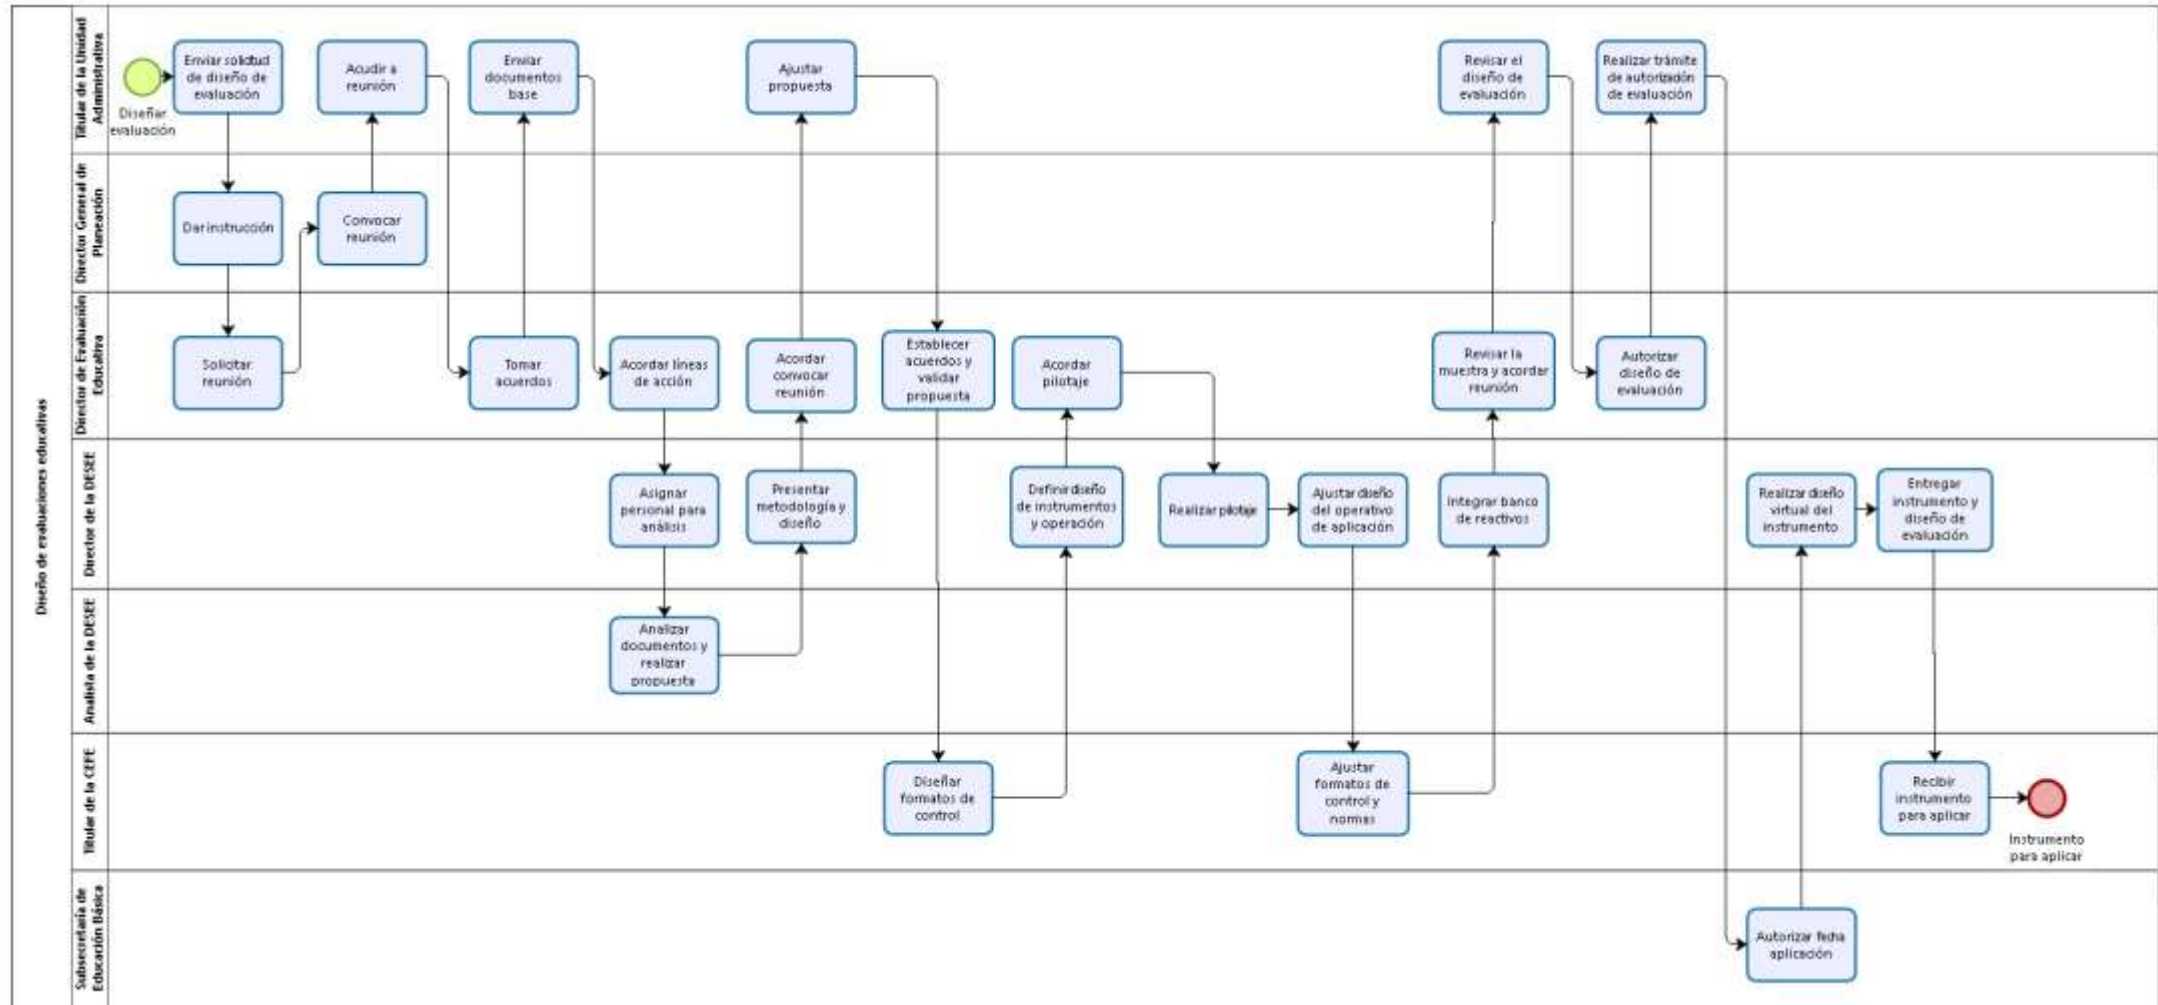 Diseño de evaluaciones educativas
Titular de la Unidad
Administrativa
Diseñar
evaluación
Enviar solicitud
de diseño de
evaluación
Acudir a
reunión
Enviar
documentos
base
Ajustar
propuesta
Revisar el
diseño de
evaluación
Realizar trámite
de autorización
de evaluación
Director General de
Planeación
Dar instrucción
Convocar
reunión
Director de Evaluación
Educativa
Solicitar
reunión
Tomar
acuerdos
Acordar líneas
de acción
Acordar
convocar
reunión
Establecer
acuerdos y
validar
propuesta
Acordar
pilotaje
Revisar la
muestra y acordar
reunión
Autorizar
diseño de
evaluación
Director de la DESEE
Asignar
personal para
análisis
Presentar
metodología y
diseño
Definir diseño
de instrumentos
y operación
Realizar pilotaje
Ajustar diseño
del operativo
de aplicación
Integrar banco
de reactivos
Realizar diseño
virtual del
instrumento
Entregar
instrumento y
diseño de
evaluación
Analista de la DESEE
Analizar
documentos y
realizar
propuesta
Titular de la CEFE
Diseñar
formatos de
control
Ajustar
formatos de
control y
normas
Recibir
instrumento
para aplicar
Instrumento
para aplicar
Subsecretaría de
Educación Básica
Autorizar fecha
aplicación